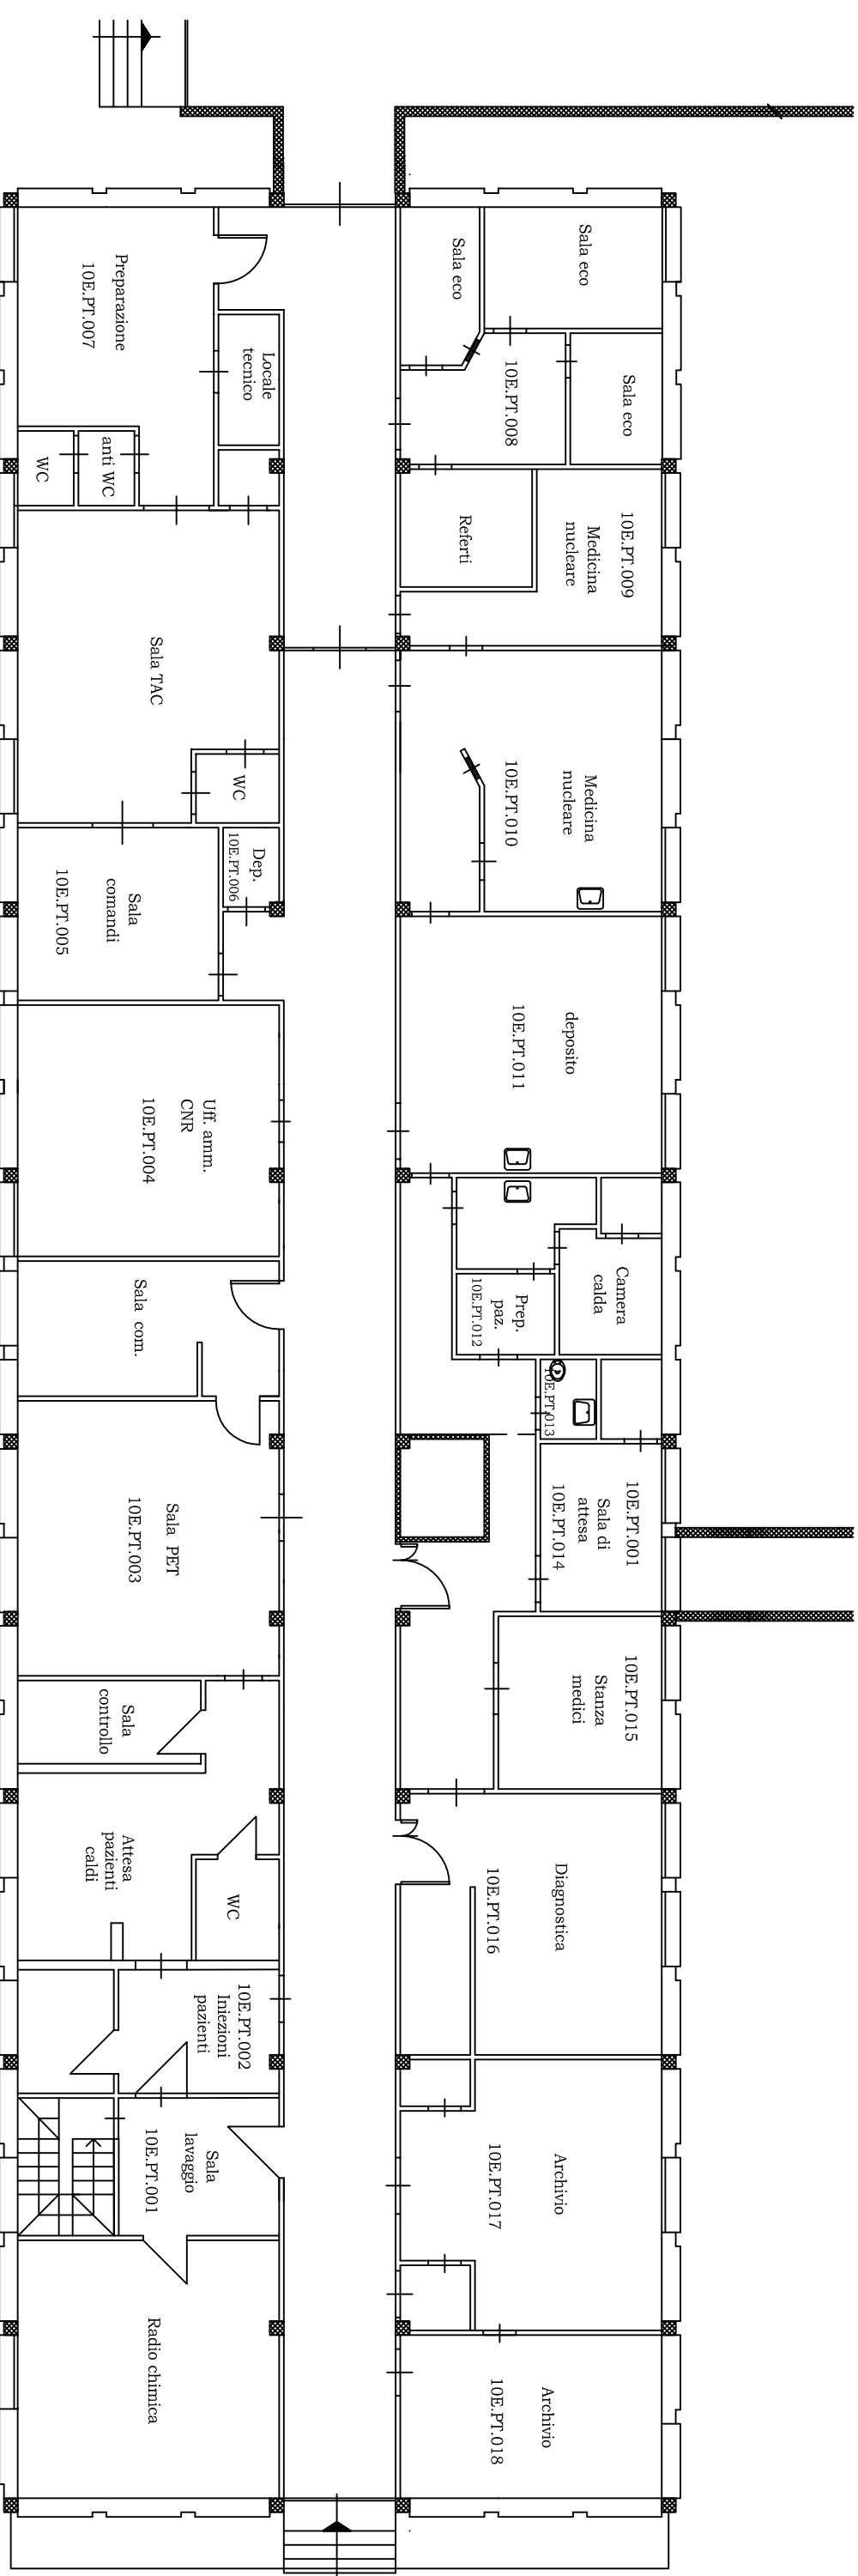 Sala eco
Sala eco
Sala eco
10E.PT.008
Preparazione
10E.PT.007
Locale
tecnico
anti WC
WC
10E.PT.009
Medicina
nucleare
Referti
Sala TAC
WC
Medicina
nucleare
10E.PT.010
Dep.
10E.PT.006
Sala
comandi
10E.PT.005
deposito
10E.PT.011
Uff. amm.
CNR
10E.PT.004
Camera
calda
Prep.
paz.
10E.PT.012
Sala com.
10E.PT.013
10E.PT.001
Sala di
attesa
10E.PT.014
Sala PET
10E.PT.003
10E.PT.015
Stanza
medici
Sala
controllo
Attesa
pazienti
caldi
WC
Diagnostica
10E.PT.016
10E.PT.002
Iniezioni
pazienti
Sala
lavaggio
10E.PT.001
Archivio
10E.PT.017
Radio chimica
Archivio
10E.PT.018